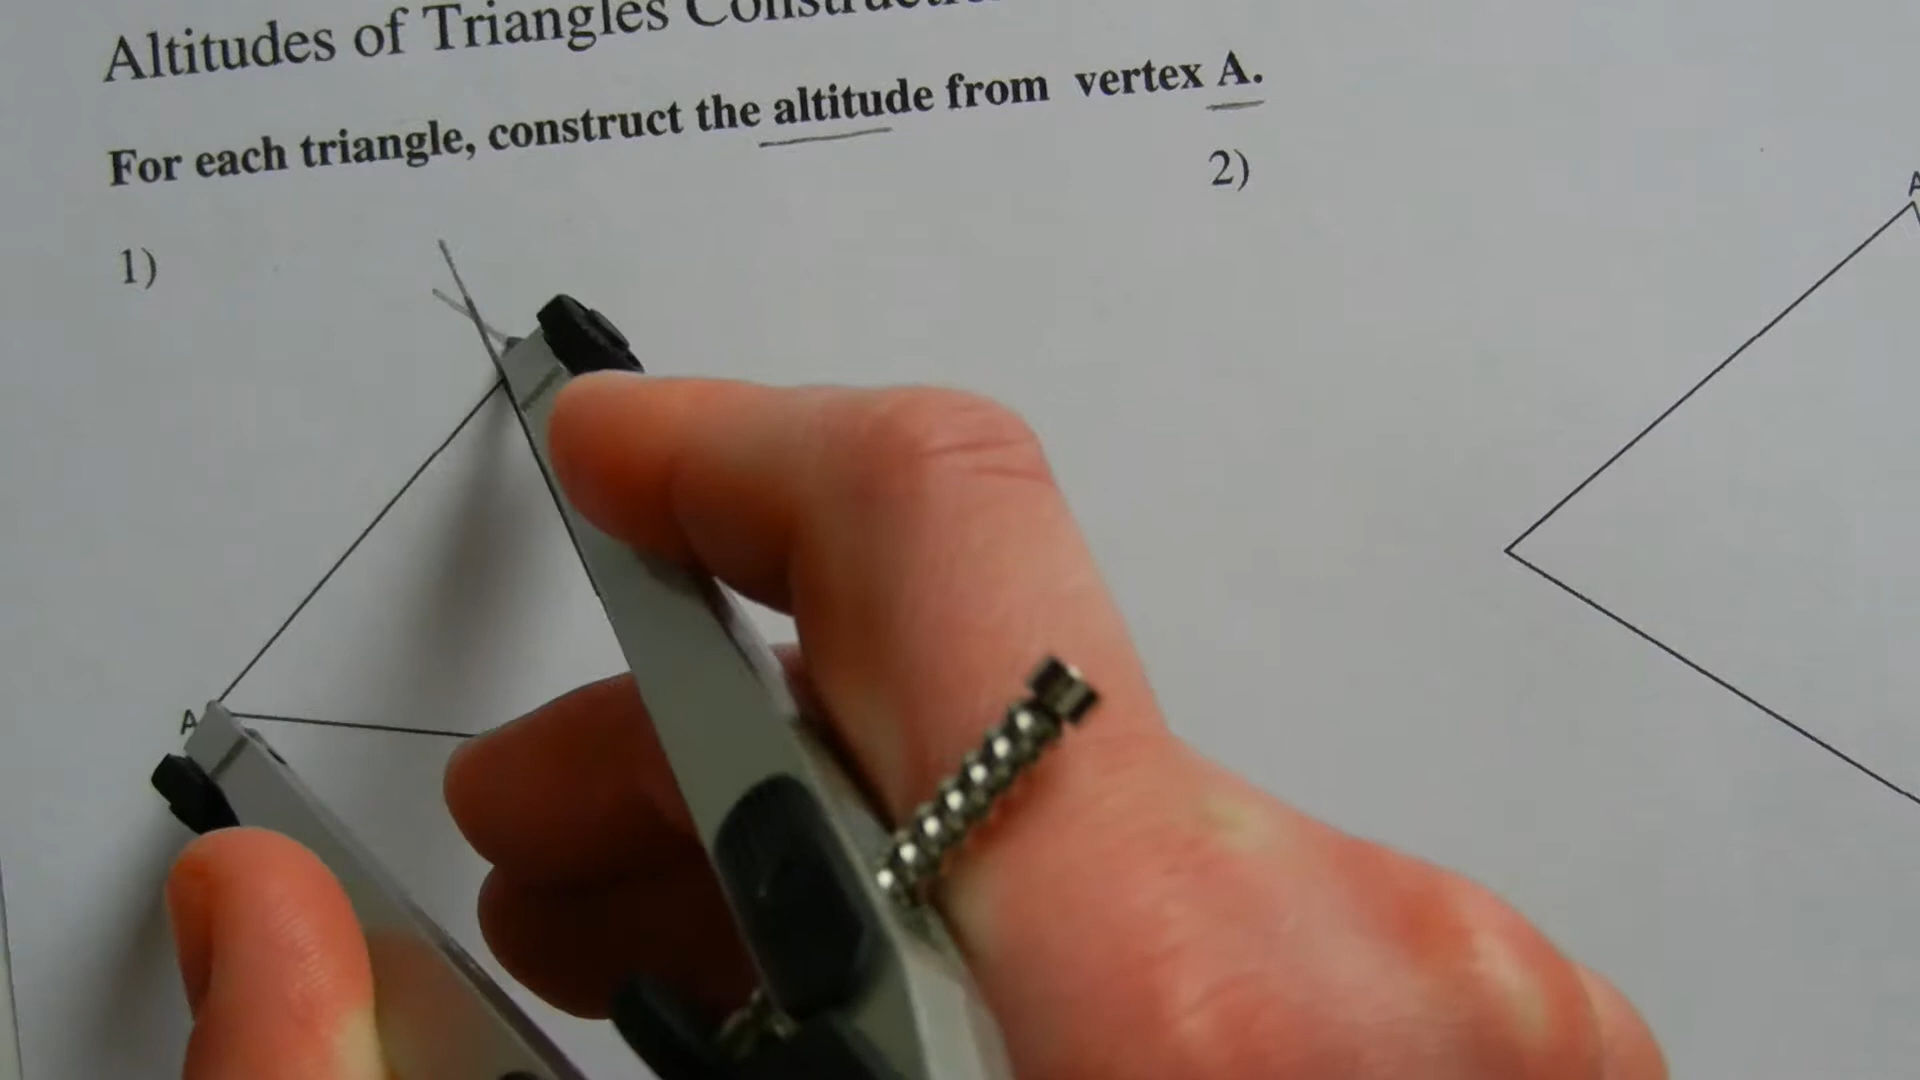 Altitudes of Triangles
For each triangle, construct the altitude from vertex A.
1)
2)
A
A